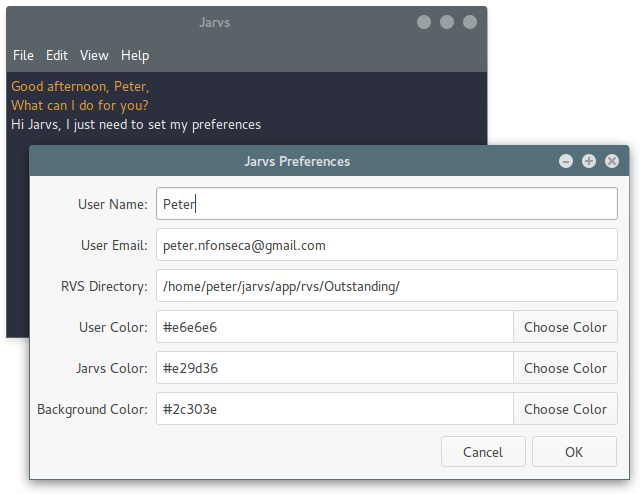 Jarvs
File Edit View Help
Good afternoon, Peter,
What can I do for you?
Hi Jarvs, I just need to set my preferences
Jarvs Preferences
User Name: Peter
User Email: peter.nfonseca@gmail.com
RVS Directory: /home/peter/jarvs/app/rvs/Outstanding/
User Color: #e6e6e6 Choose Color
Jarvs Color: #e29d36 Choose Color
Background Color: #2c303e Choose Color
Cancel OK